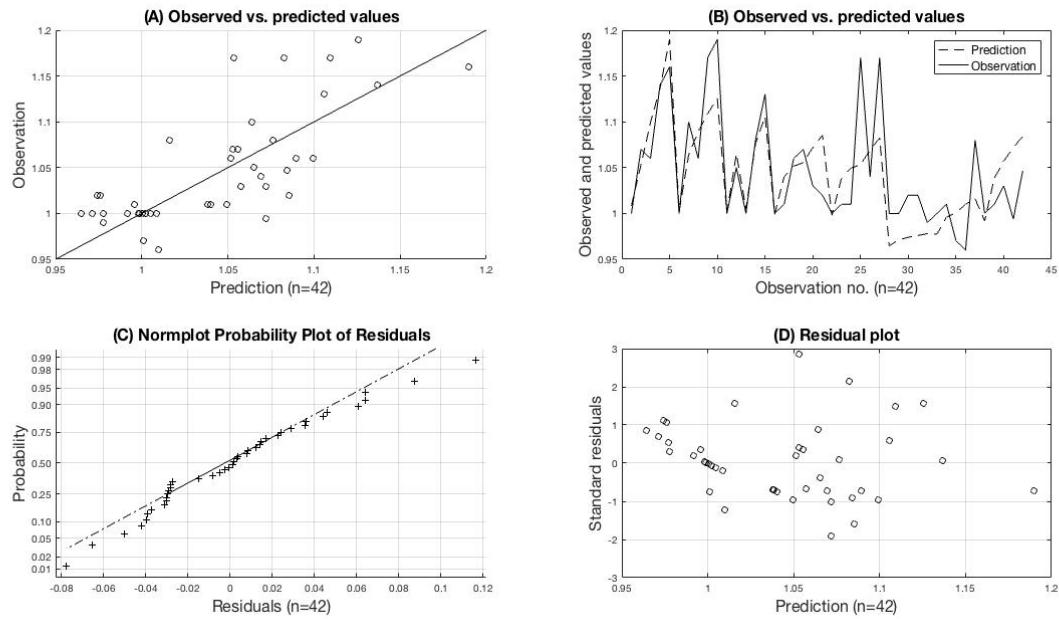 (A) Observed vs. predicted values
1.2
1.15
1.1
1.05
1
0.95
Observation
0.95 1 1.05 1.1 1.15 1.2
Prediction (n=42)
(B) Observed vs. predicted values
1.2
1.15
1.1
1.05
1
0.95
Observed and predicted values
Prediction
Observation
0 5 10 15 20 25 30 35 40 45
Observation no. (n=42)
(C) Normplot Probability Plot of Residuals
0.99
0.98
0.95
0.90
0.75
0.50
0.25
0.10
0.05
0.02
0.01
Probability
-0.08 -0.06 -0.04 -0.02 0 0.02 0.04 0.06 0.08 0.1 0.12
Residuals (n=42)
(D) Residual plot
3
2
1
0
-1
-2
-3
Standard residuals
0.95 1 1.05 1.1 1.15 1.2
Prediction (n=42)